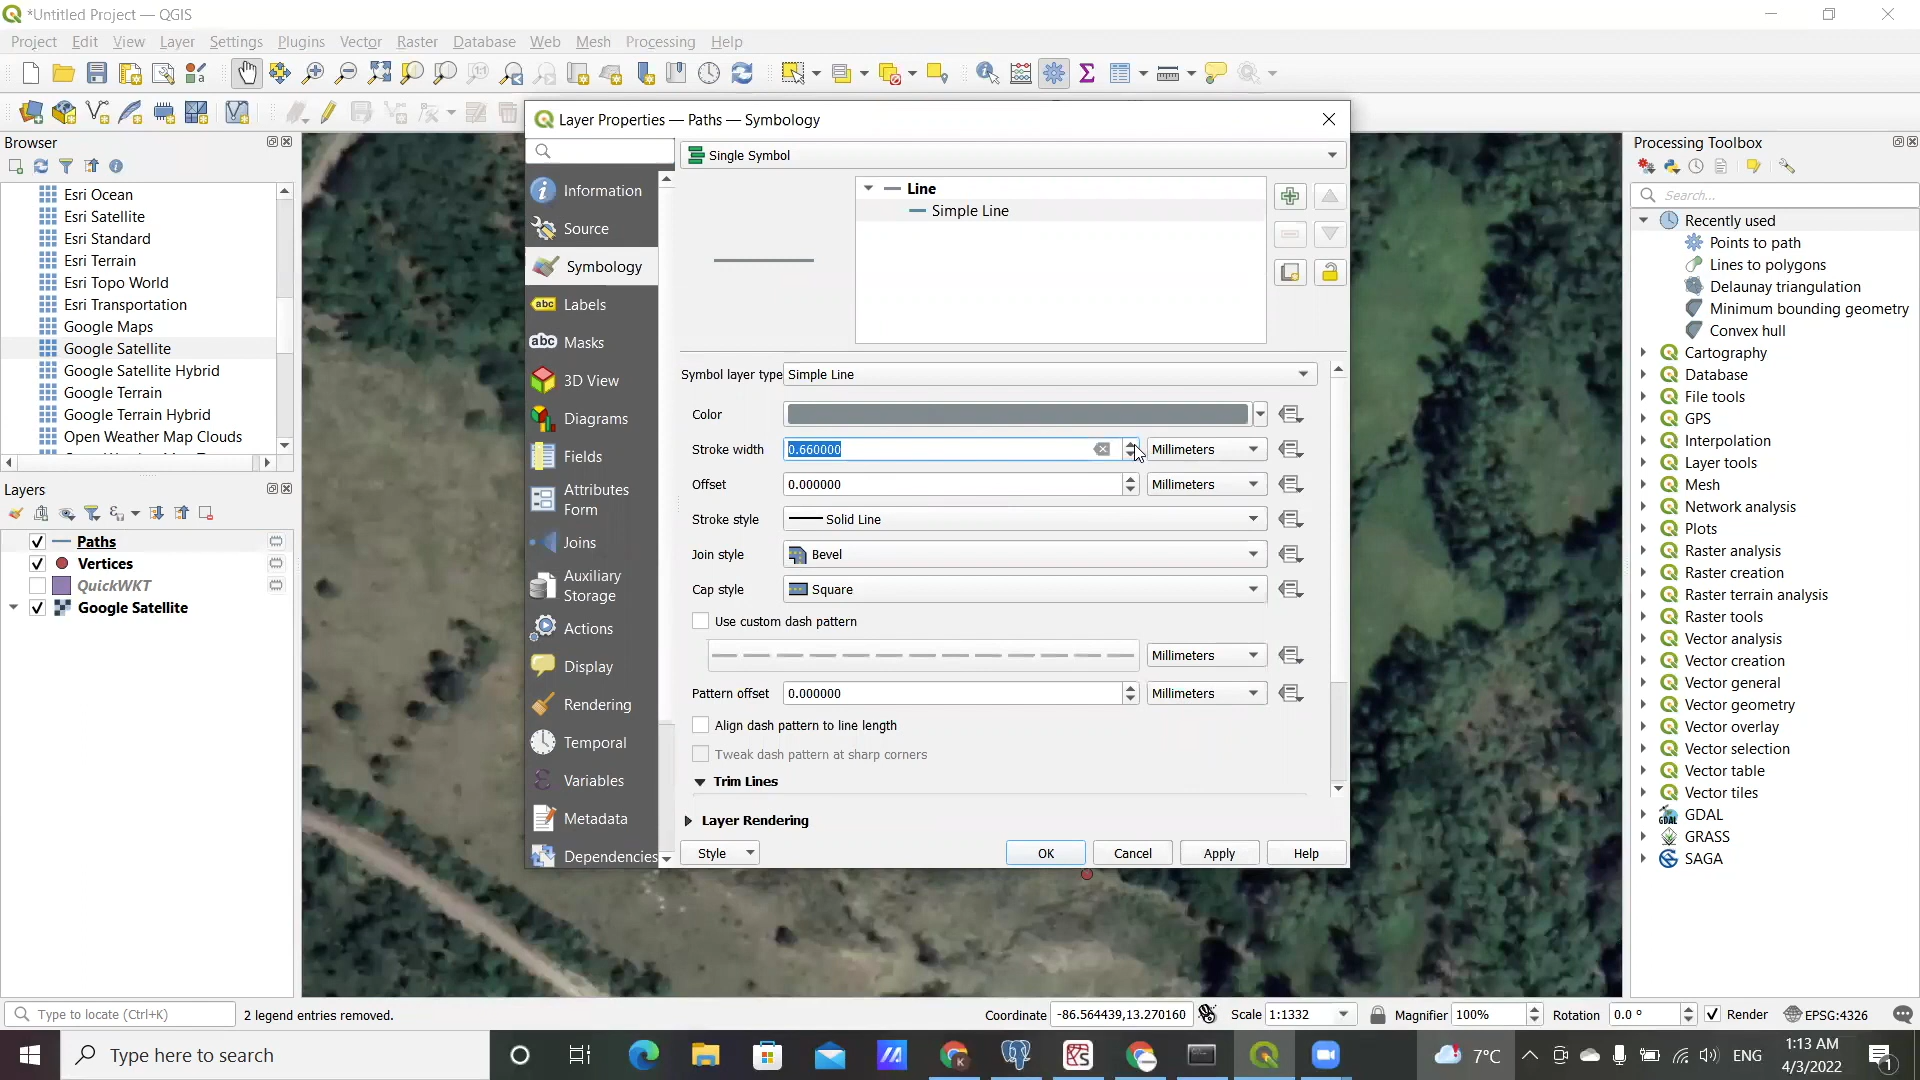 *Untitled Project — QGIS
Project Edit View Layer Settings Plugins Vector Raster Database Web Mesh Processing Help
Browser
Esri Ocean
Esri Satellite
Esri Standard
Esri Terrain
Esri Topo World
Esri Transportation
Google Maps
Google Satellite
Google Satellite Hybrid
Google Terrain
Google Terrain Hybrid
Open Weather Map Clouds
Layers
Paths
Vertices
QuickWKT
Google Satellite
Layer Properties — Paths — Symbology
Information
Source
Symbology
abc Labels
abc Masks
3D View
Diagrams
Fields
Attributes
Form
Joins
Auxiliary
Storage
Actions
Display
Rendering
Temporal
Variables
Metadata
Dependencies
Single Symbol
Line
Simple Line
Symbol layer type Simple Line
Color
Stroke width 0.660000 Millimeters
Offset 0.000000 Millimeters
Stroke style Solid Line
Join style Bevel
Cap style Square
Use custom dash pattern
Millimeters
Pattern offset 0.000000 Millimeters
Align dash pattern to line length
Tweak dash pattern at sharp corners
Trim Lines
Layer Rendering
Style OK Cancel Apply Help
Processing Toolbox
Search...
Recently used
Points to path
Lines to polygons
Delaunay triangulation
Minimum bounding geometry
Convex hull
Cartography
Database
File tools
GPS
Interpolation
Layer tools
Mesh
Network analysis
Plots
Raster analysis
Raster creation
Raster terrain analysis
Raster tools
Vector analysis
Vector creation
Vector general
Vector geometry
Vector overlay
Vector selection
Vector table
Vector tiles
GDAL
GRASS
SAGA
Type to locate (Ctrl+K) 2 legend entries removed. Coordinate -86.564439,13.270160 Scale 1:1332 Magnifier 100% Rotation 0.0 ° Render EPSG:4326
Type here to search 7°C ENG 1:13 AM
4/3/2022 1